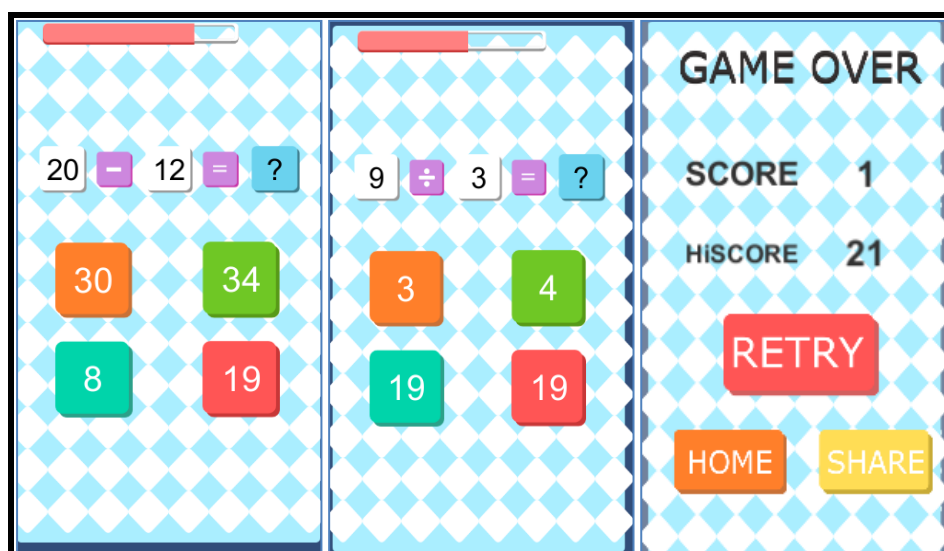 20 - 12 = ?
30 34
8 19
9 ÷ 3 = ?
3 4
19 19
GAME OVER
SCORE 1
HiSCORE 21
RETRY
HOME SHARE